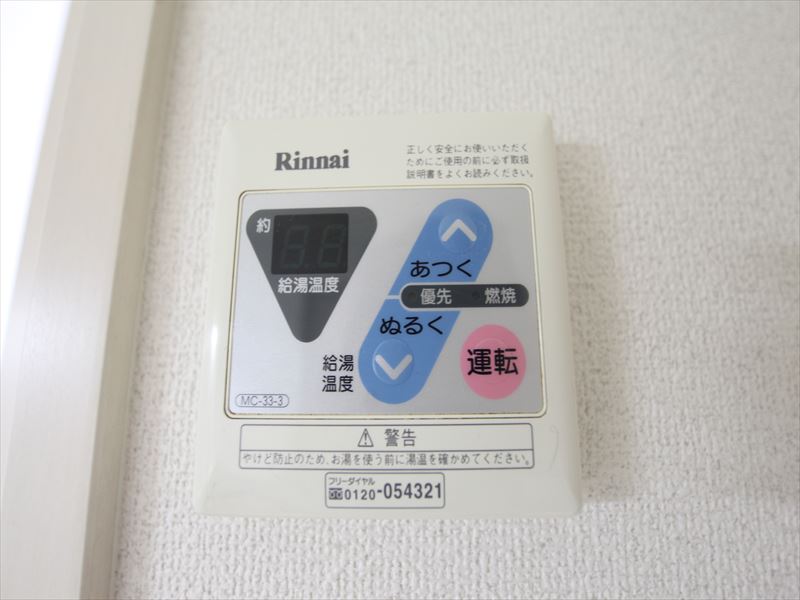 Rinnai
正しく安全にお使いいただく
ためにご使用の前に必ず取扱
説明書をよくお読みください。
約
給湯温度
あつく
優先 燃焼
ぬるく
給湯
温度
運転
MC-33-3
⚠ 警告
やけど防止のため、お湯を使う前に湯温を確かめてください。
フリーダイヤル
0120-054321